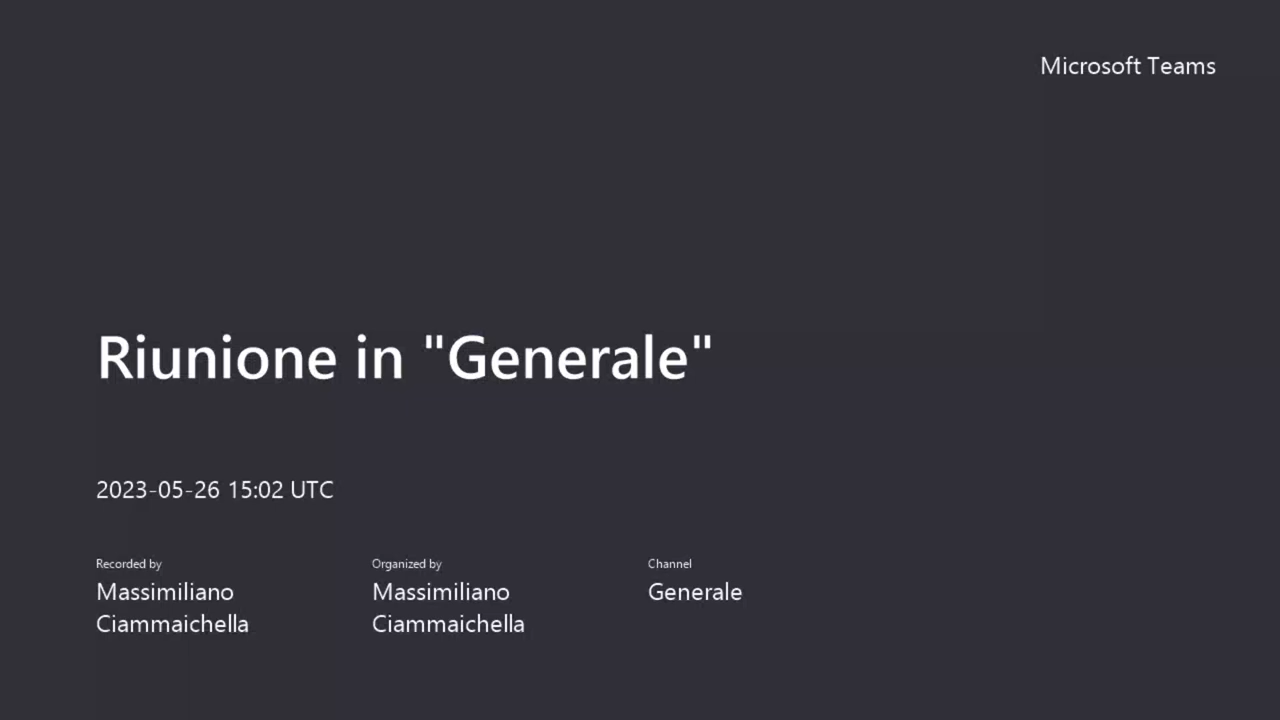 Microsoft Teams
Riunione in "Generale"
2023-05-26 15:02 UTC
Recorded by
Massimiliano
Ciammaichella
Organized by
Massimiliano
Ciammaichella
Channel
Generale